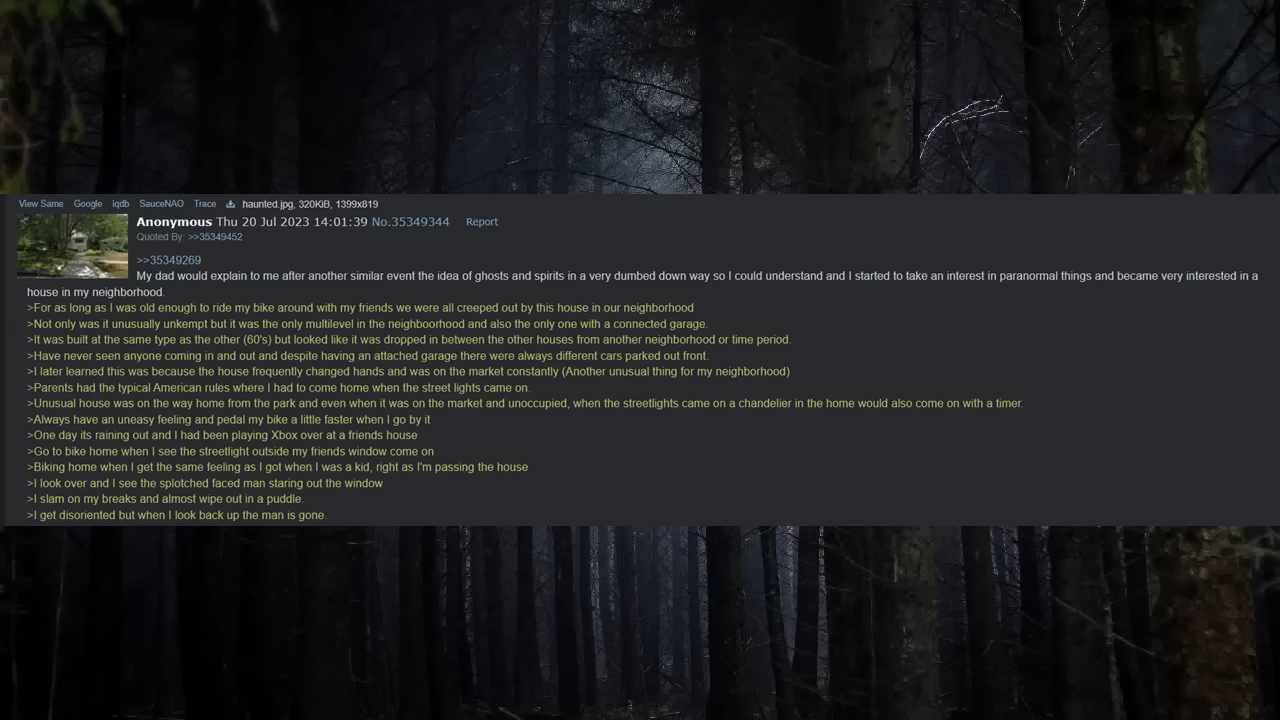 View Same Google iqdb SauceNAO Trace haunted.jpg, 320KiB, 1399x819
Anonymous Thu 20 Jul 2023 14:01:39 No.35349344 Report
Quoted By: >>35349452
>>35349269
My dad would explain to me after another similar event the idea of ghosts and spirits in a very dumbed down way so I could understand and I started to take an interest in paranormal things and became very interested in a
house in my neighborhood.
>For as long as I was old enough to ride my bike around with my friends we were all creeped out by this house in our neighborhood
>Not only was it unusually unkempt but it was the only multilevel in the neighboorhood and also the only one with a connected garage.
>It was built at the same type as the other (60's) but looked like it was dropped in between the other houses from another neighborhood or time period.
>Have never seen anyone coming in and out and despite having an attached garage there were always different cars parked out front.
>I later learned this was because the house frequently changed hands and was on the market constantly (Another unusual thing for my neighborhood)
>Parents had the typical American rules where I had to come home when the street lights came on.
>Unusual house was on the way home from the park and even when it was on the market and unoccupied, when the streetlights came on a chandelier in the home would also come on with a timer.
>Always have an uneasy feeling and pedal my bike a little faster when I go by it
>One day its raining out and I had been playing Xbox over at a friends house
>Go to bike home when I see the streetlight outside my friends window come on
>Biking home when I get the same feeling as I got when I was a kid, right as I'm passing the house
>I look over and I see the splotched faced man staring out the window
>I slam on my breaks and almost wipe out in a puddle.
>I get disoriented but when I look back up the man is gone.